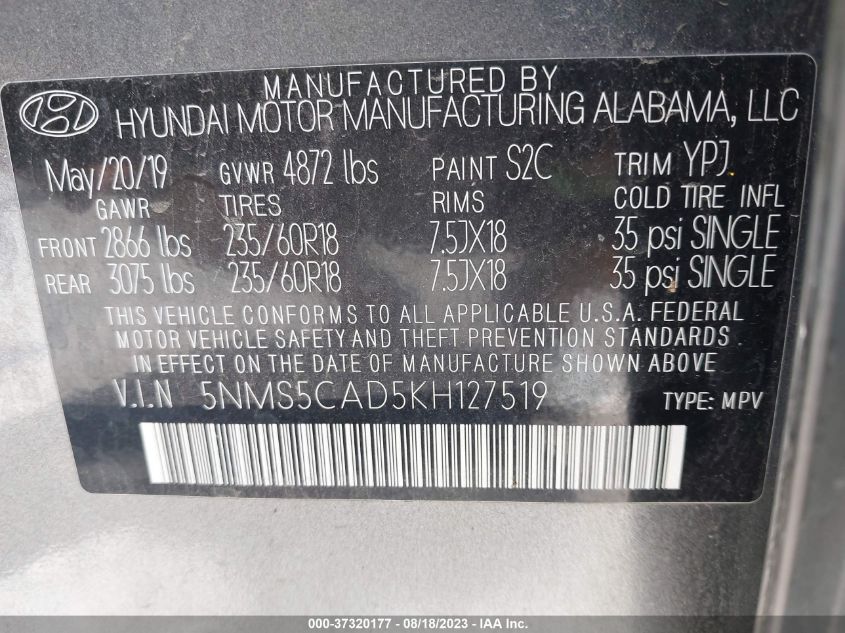 MANUFACTURED BY
HYUNDAI MOTOR MANUFACTURING ALABAMA, LLC
May/20/19 GVWR 4872 lbs PAINT S2C TRIM YPJ
GAWR TIRES RIMS COLD TIRE INFL
FRONT 2866 lbs 235/60R18 7.5JX18 35 psi SINGLE
REAR 3075 lbs 235/60R18 7.5JX18 35 psi SINGLE
THIS VEHICLE CONFORMS TO ALL APPLICABLE U.S.A. FEDERAL
MOTOR VEHICLE SAFETY AND THEFT PREVENTION STANDARDS
IN EFFECT ON THE DATE OF MANUFACTURE SHOWN ABOVE
V.I.N 5NMS5CAD5KH127519 TYPE: MPV
000-37320177 - 08/18/2023 - © IAA Inc.